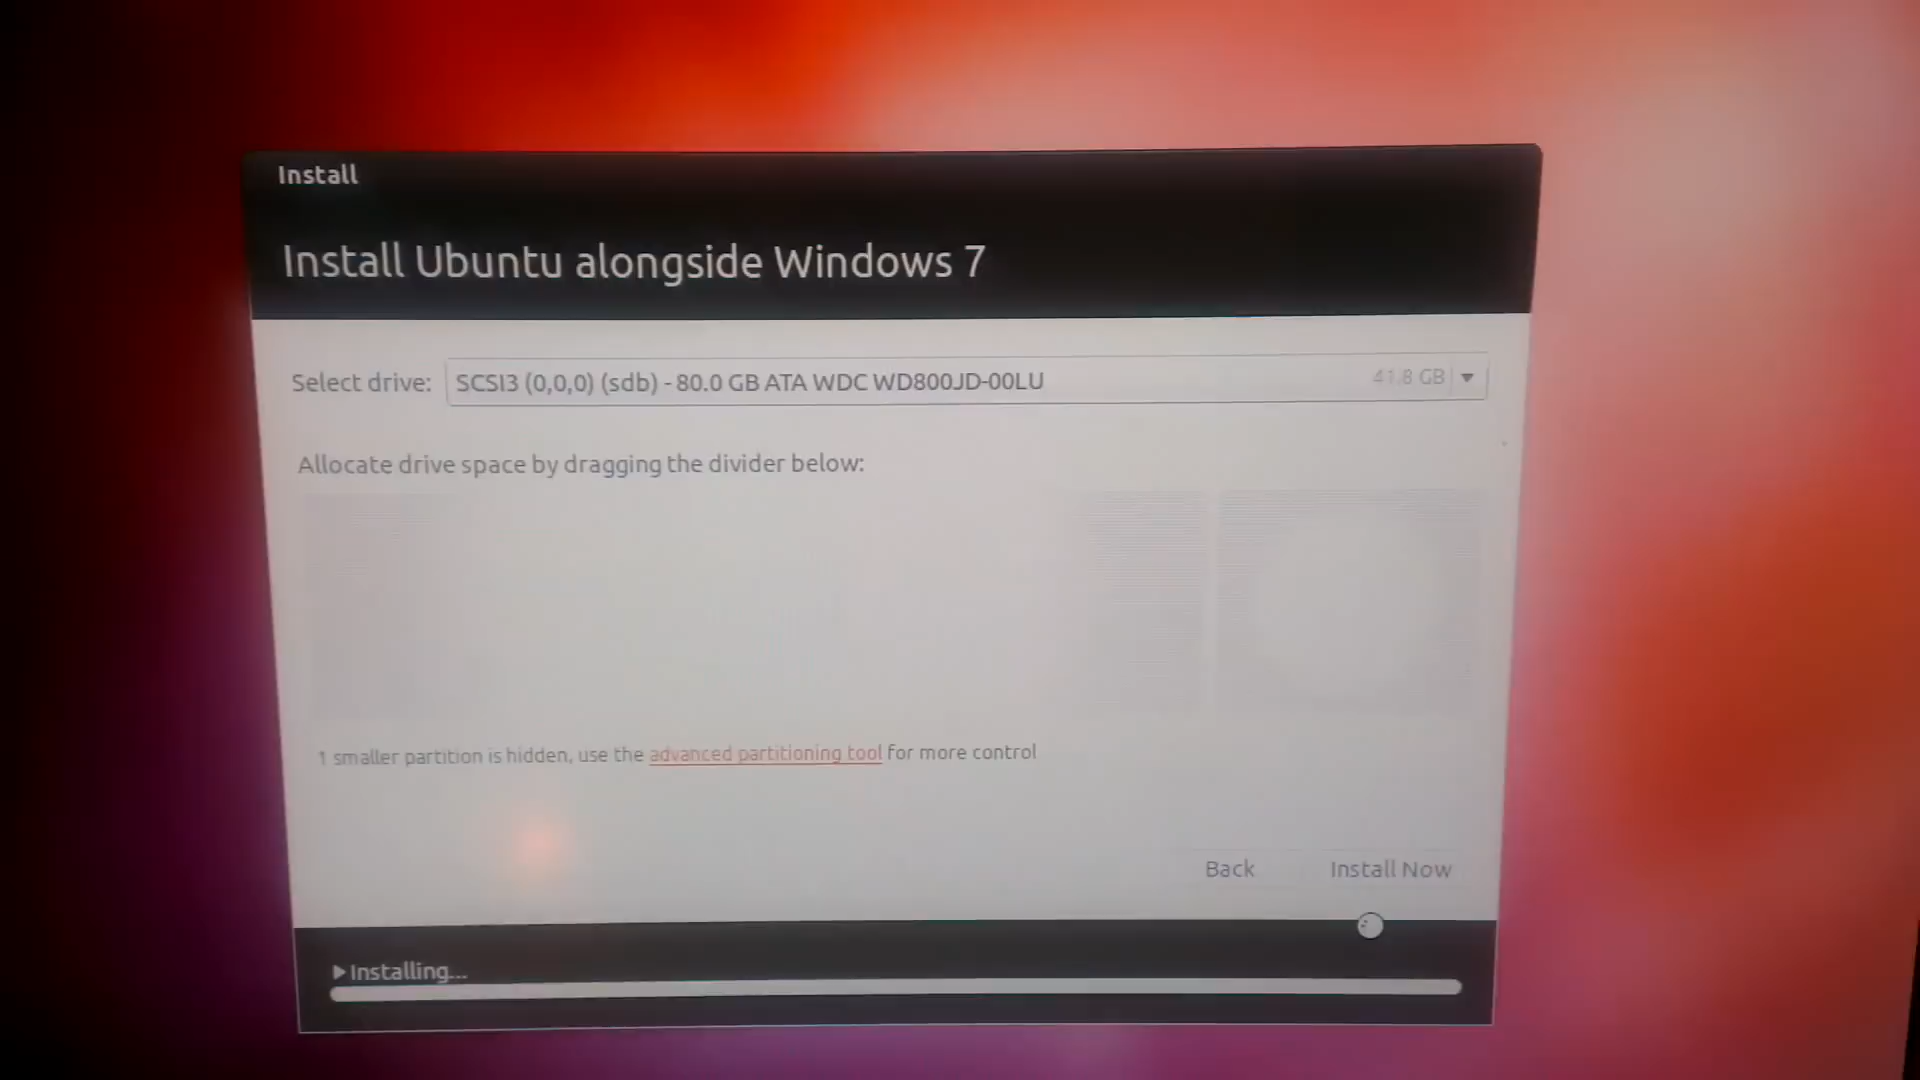 Install
Install Ubuntu alongside Windows 7
Select drive: SCSI3 (0,0,0) (sdb) - 80.0 GB ATA WDC WD800JD-00LU 41.8 GB
Allocate drive space by dragging the divider below:
1 smaller partition is hidden, use the advanced partitioning tool for more control
Back Install Now
Installing...